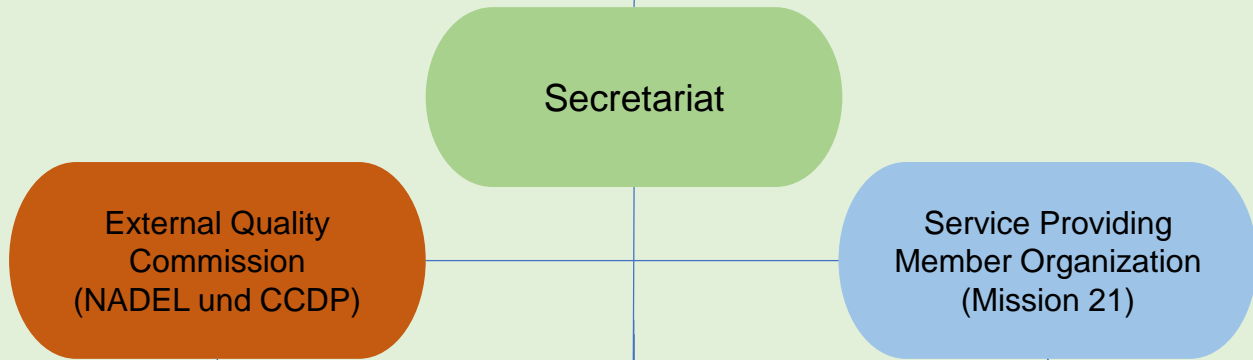 Secretariat
External Quality
Commission
(NADEL und CCDP)
Service Providing
Member Organization
(Mission 21)